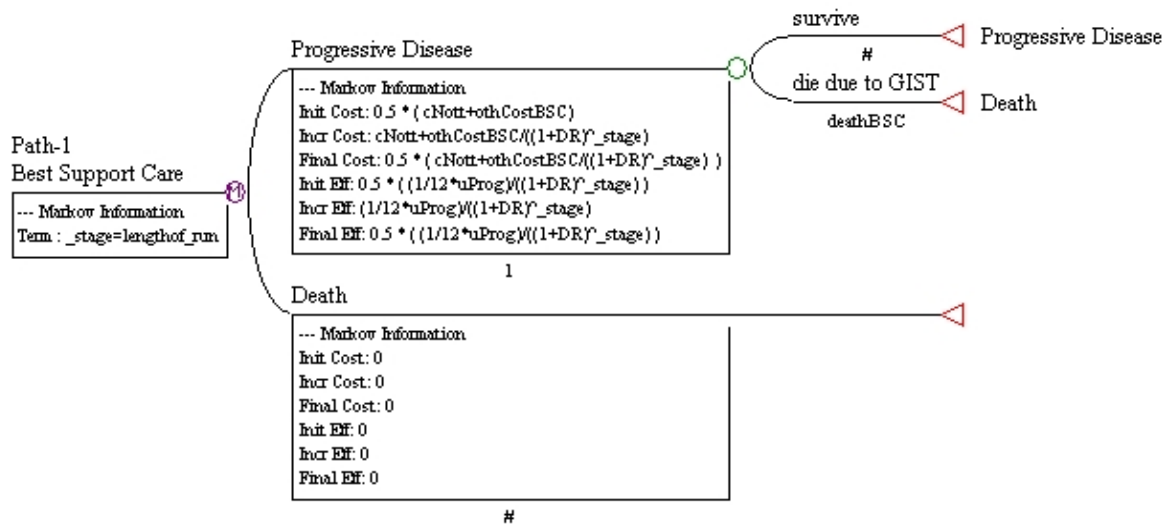 survive
Progressive Disease
#
die due to GIST
Death
deathBSC
Progressive Disease
--- Markov Information
Init Cost: 0.5 * ( cNott+othCostBSC)
Incr Cost: cNott+othCostBSC/((1+DR)^_stage)
Final Cost: 0.5 * ( cNott+othCostBSC/((1+DR)^_stage) )
Init Eff: 0.5 * ( (1/12*uProg)/((1+DR)^_stage) )
Incr Eff: (1/12*uProg)/((1+DR)^_stage)
Final Eff: 0.5 * ( (1/12*uProg)/((1+DR)^_stage) )
1
Path-1
Best Support Care
M
--- Markov Information
Term : _stage=lengthof_run
Death
--- Markov Information
Init Cost: 0
Incr Cost: 0
Final Cost: 0
Init Eff: 0
Incr Eff: 0
Final Eff: 0
#